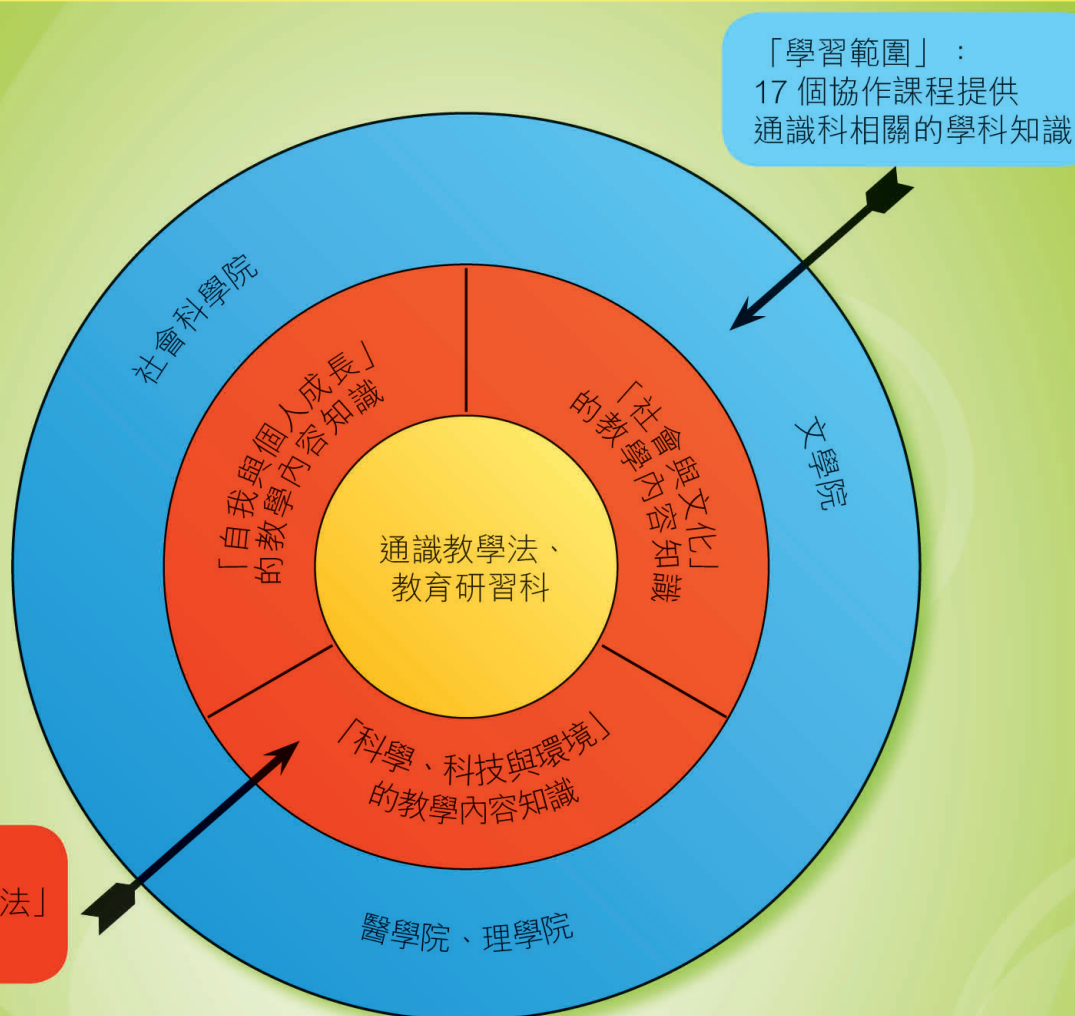 「學習範圍」：
17 個協作課程提供
通識科相關的學科知識
社會科學院
文學院
「自我與個人成長」
的教學內容知識
「社會與文化」
的教學內容知識
通識教學法、
教育研習科
「科學、科技與環境」
的教學內容知識
法」
醫學院、理學院